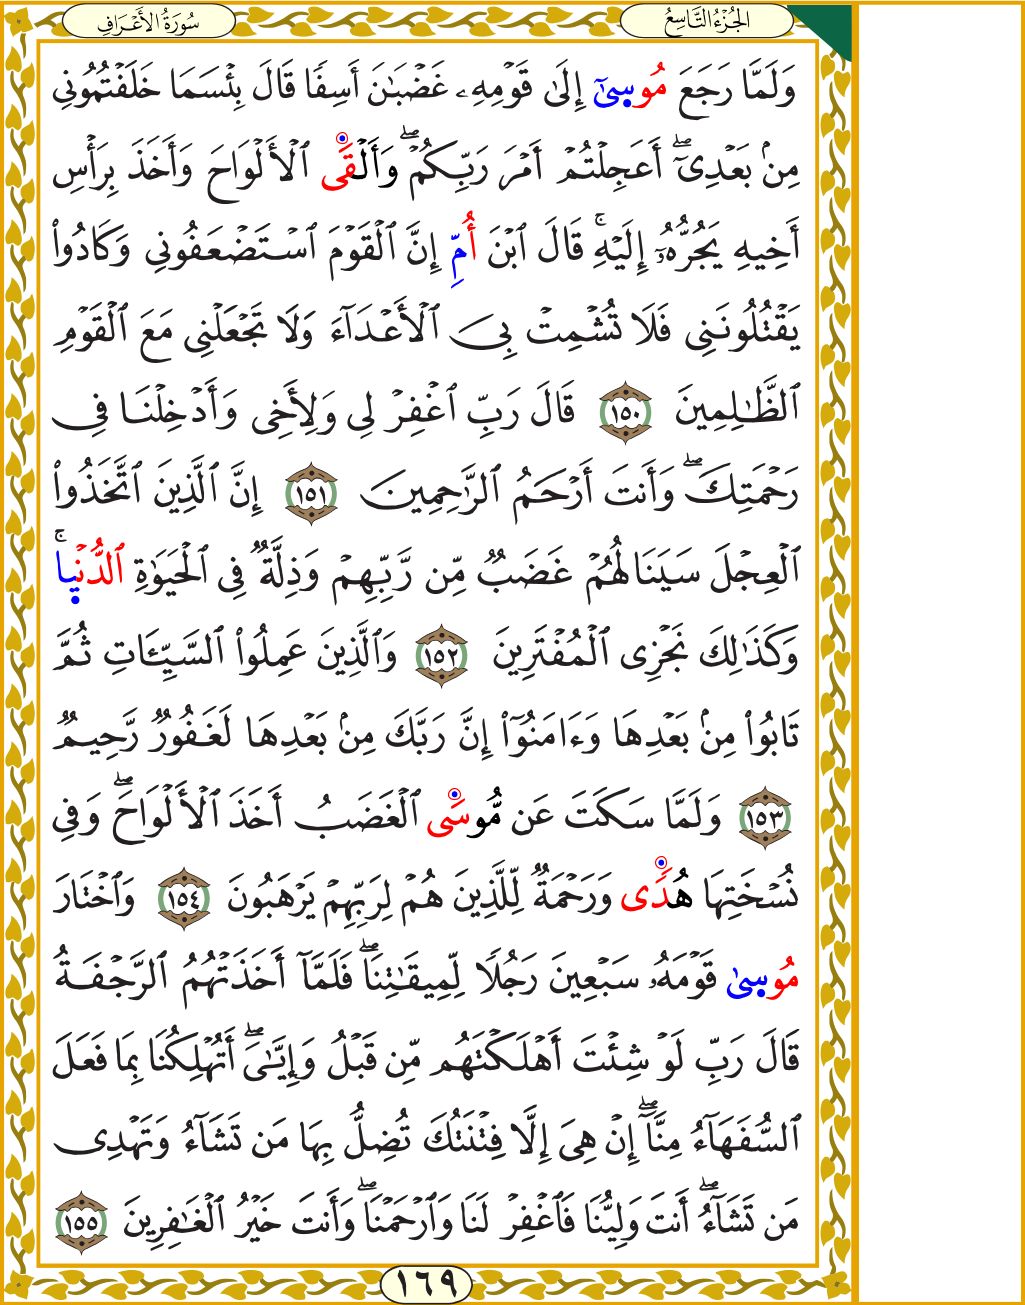 سُورَةُ الأَعْرَافِ
الجُزْءُ التَّاسِعُ
وَلَمَّا رَجَعَ مُوسِىٰٓ إِلَىٰ قَوْمِهِۦ غَضْبَٰنَ أَسِفًا قَالَ بِئْسَمَا خَلَفْتُمُونِي
مِنۢ بَعْدِىٓۖ أَعَجِلْتُمْ أَمْرَ رَبِّكُمْۖ وَأَلْقَى ٱلْأَلْوَاحَ وَأَخَذَ بِرَأْسِ
أَخِيهِ يَجُرُّهُۥٓ إِلَيْهِۚ قَالَ ٱبْنَ أُمِّ إِنَّ ٱلْقَوْمَ ٱسْتَضْعَفُونِي وَكَادُواْ
يَقْتُلُونَنِي فَلَا تُشْمِتْ بِيَ ٱلْأَعْدَآءَ وَلَا تَجْعَلْنِي مَعَ ٱلْقَوْمِ
ٱلظَّٰلِمِينَ ١٥٠ قَالَ رَبِّ ٱغْفِرْ لِي وَلِأَخِي وَأَدْخِلْنَا فِي
رَحْمَتِكَۖ وَأَنتَ أَرْحَمُ ٱلرَّٰحِمِينَ ١٥١ إِنَّ ٱلَّذِينَ ٱتَّخَذُواْ
ٱلْعِجْلَ سَيَنَالُهُمْ غَضَبٌ مِّن رَّبِّهِمْ وَذِلَّةٌ فِي ٱلْحَيَوٰةِ ٱلدُّنْيِاۚ
وَكَذَٰلِكَ نَجْزِى ٱلْمُفْتَرِينَ ١٥٢ وَٱلَّذِينَ عَمِلُواْ ٱلسَّيِّـَٔاتِ ثُمَّ
تَابُواْ مِنۢ بَعْدِهَا وَءَامَنُوٓاْ إِنَّ رَبَّكَ مِنۢ بَعْدِهَا لَغَفُورٌ رَّحِيمٌ
١٥٣ وَلَمَّا سَكَتَ عَن مُّوسَى ٱلْغَضَبُ أَخَذَ ٱلْأَلْوَاحَۖ وَفِي
نُسْخَتِهَا هُدًى وَرَحْمَةٌ لِّلَّذِينَ هُمْ لِرَبِّهِمْ يَرْهَبُونَ ١٥٤ وَٱخْتَارَ
مُوسِىٰ قَوْمَهُۥ سَبْعِينَ رَجُلًا لِّمِيقَٰتِنَاۖ فَلَمَّآ أَخَذَتْهُمُ ٱلرَّجْفَةُ
قَالَ رَبِّ لَوْ شِئْتَ أَهْلَكْتَهُم مِّن قَبْلُ وَإِيَّٰىَۖ أَتُهْلِكُنَا بِمَا فَعَلَ
ٱلسُّفَهَآءُ مِنَّآۖ إِنْ هِيَ إِلَّا فِتْنَتُكَ تُضِلُّ بِهَا مَن تَشَآءُ وَتَهْدِى
مَن تَشَآءُۖ أَنتَ وَلِيُّنَا فَٱغْفِرْ لَنَا وَٱرْحَمْنَاۖ وَأَنتَ خَيْرُ ٱلْغَٰفِرِينَ ١٥٥
١٦٩